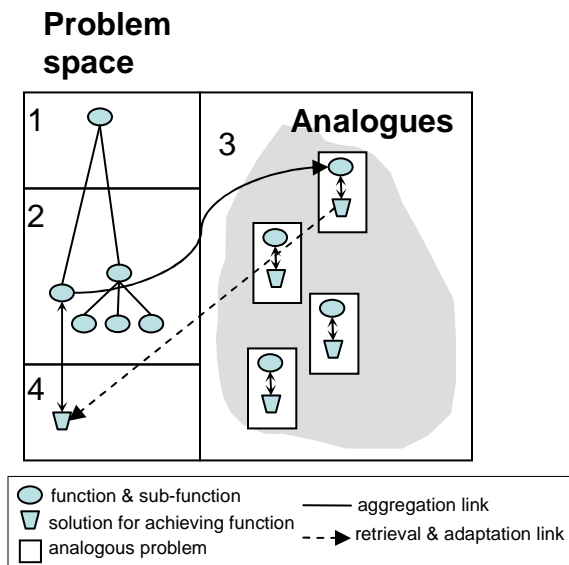 Problem
space
1
2
3
4
Analogues
function & sub-function
solution for achieving function
analogous problem
aggregation link
retrieval & adaptation link